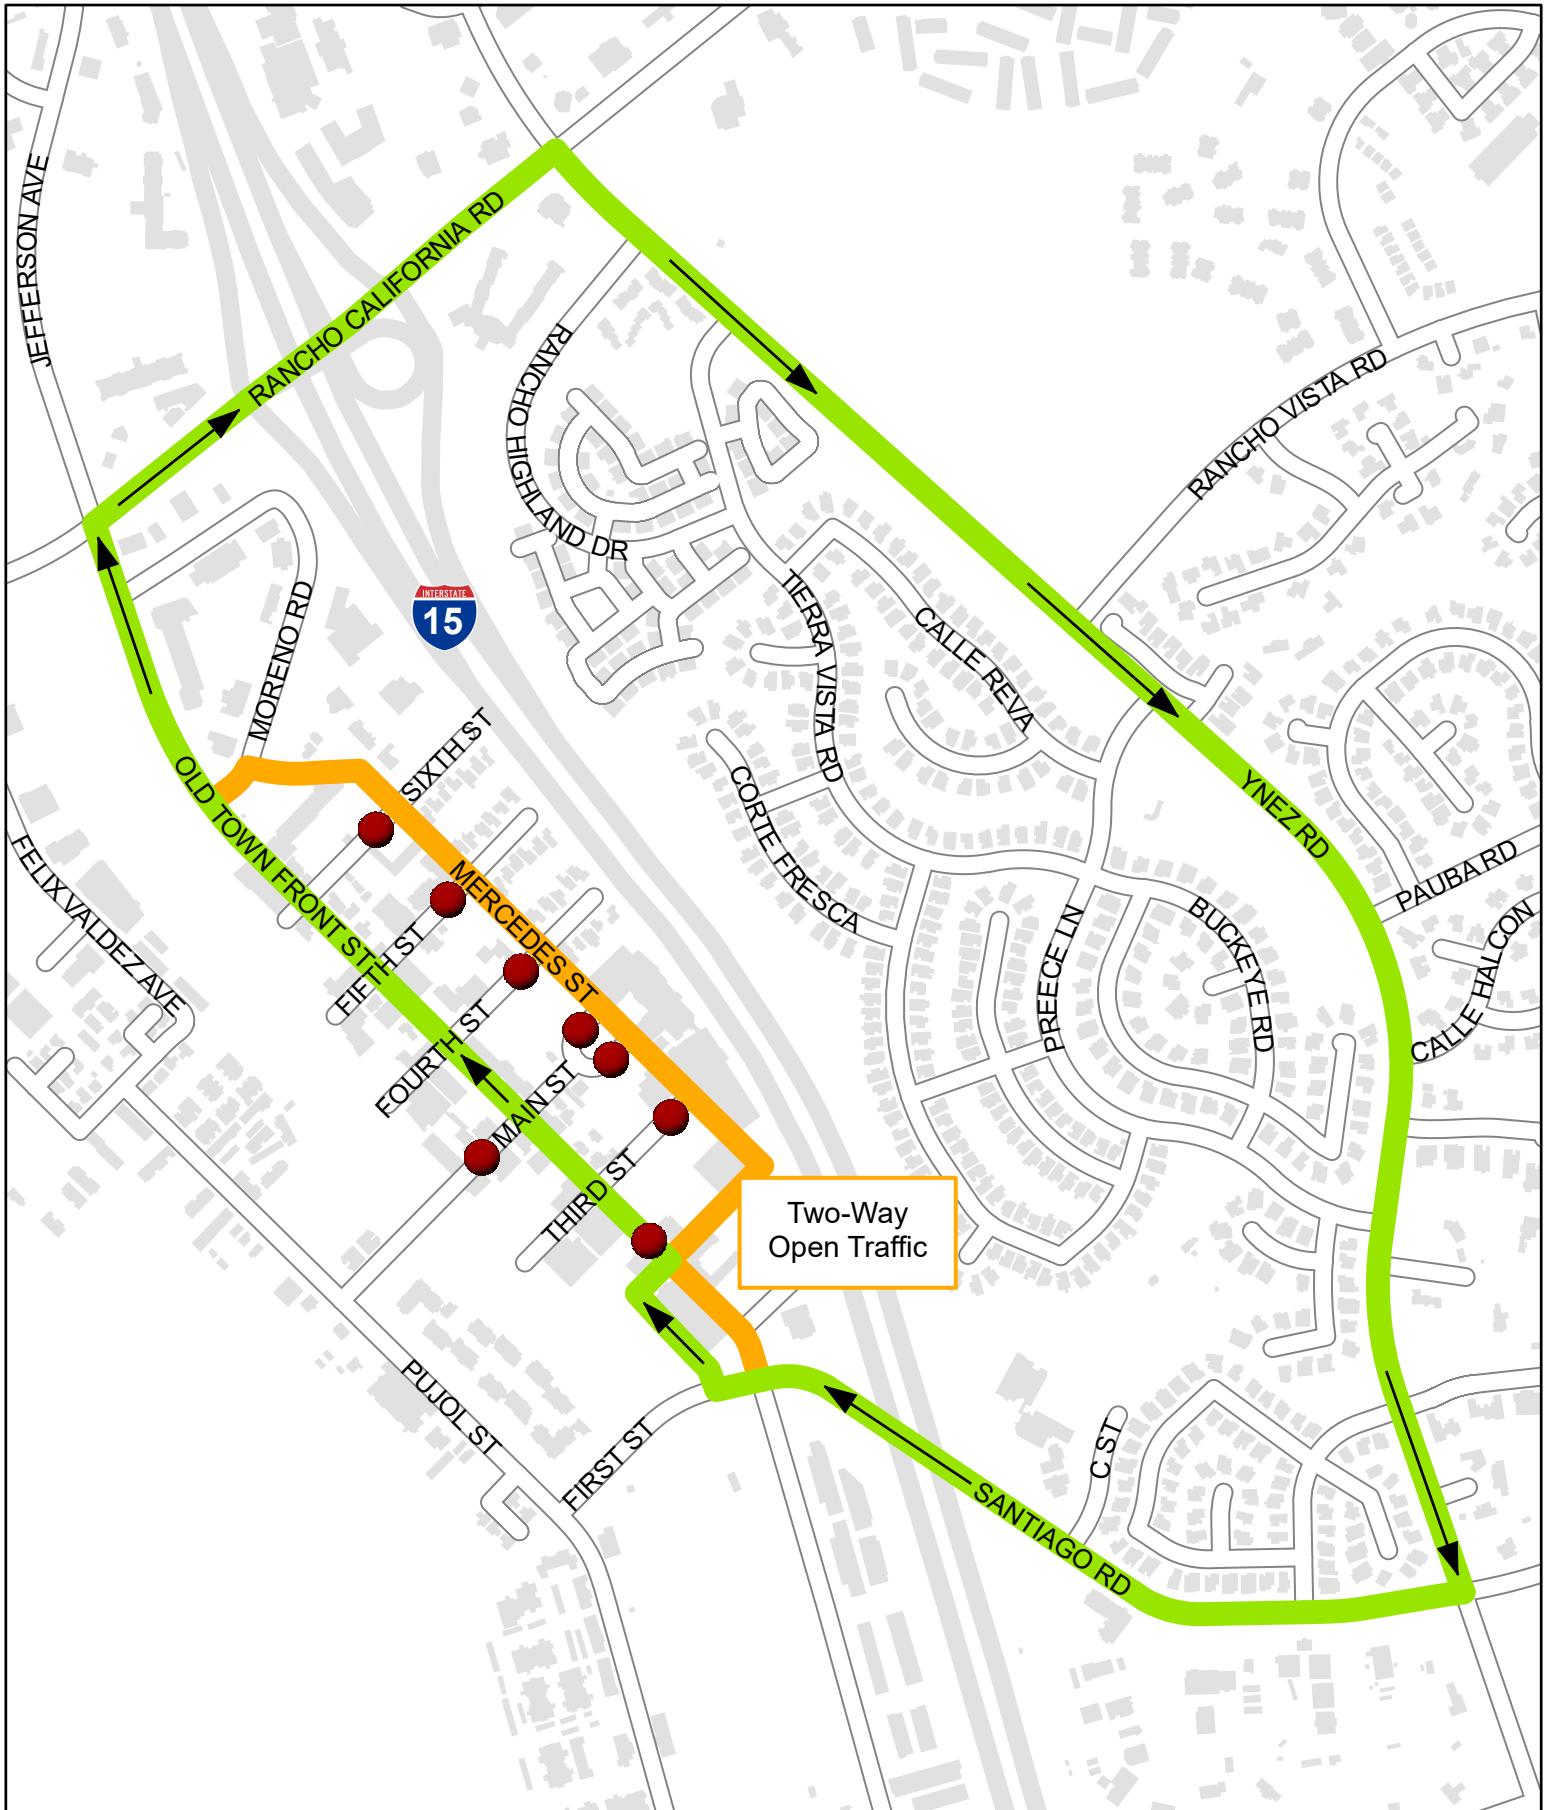 JEFFERSON AVE
RANCHO CALIFORNIA RD
RANCHO HIGHLAND DR
RANCHO VISTA RD
MORENO RD
INTERSTATE
15
TIERRA VISTA RD
CALLE REVA
SIXTH ST
OLD TOWN FRONT ST
CORTE FRESCA
YNEZ RD
FELIX VALDEZ AVE
MERCEDES ST
FIFTH ST
PAUBA RD
BUCKEYE RD
PREECE LN
CALLE HALCON
FOURTH ST
MAIN ST
THIRD ST
Two-Way
Open Traffic
PUJOL ST
FIRST ST
C ST
SANTIAGO RD